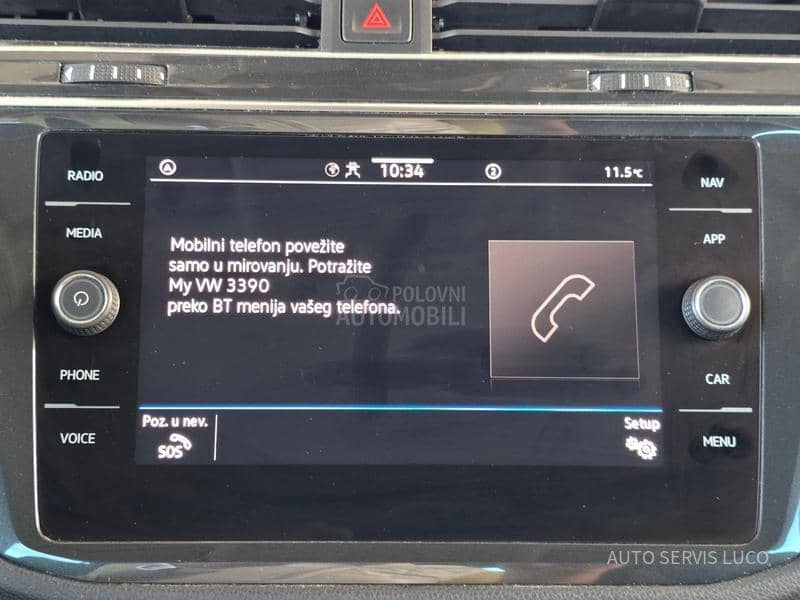 RADIO
MEDIA
PHONE
VOICE
10:34
2
11.5°C
Mobilni telefon povežite
samo u mirovanju. Potražite
My VW 3390
preko BT menija vašeg telefona.
POLOVNI
AUTOMOBILI
Poz. u nev.
SOS
Setup
NAV
APP
CAR
MENU
AUTO SERVIS LUCO,